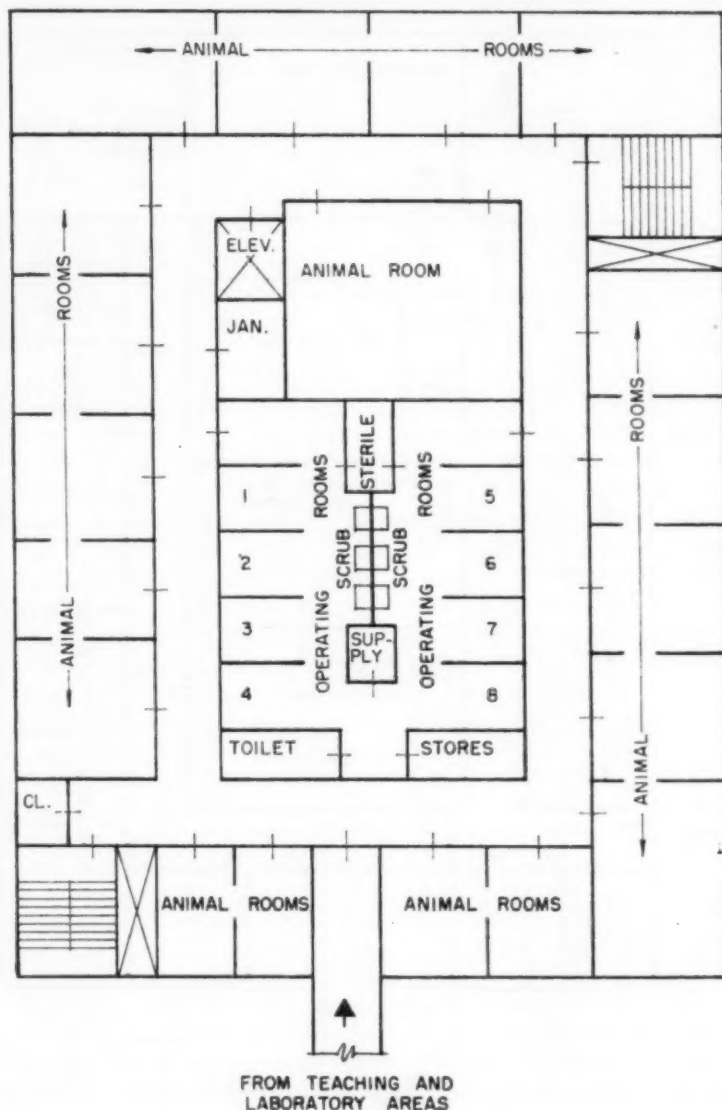 ANIMAL ROOMS
ROOMS
ANIMAL
ELEV.
ANIMAL ROOM
JAN.
ROOMS
ANIMAL
STERILE
ROOMS
ROOMS
1
5
SCRUB
SCRUB
2
6
OPERATING
OPERATING
3
SUP-
PLY
7
4
8
TOILET
STORES
CL.
ANIMAL ROOMS
ANIMAL ROOMS
FROM TEACHING AND
LABORATORY AREAS